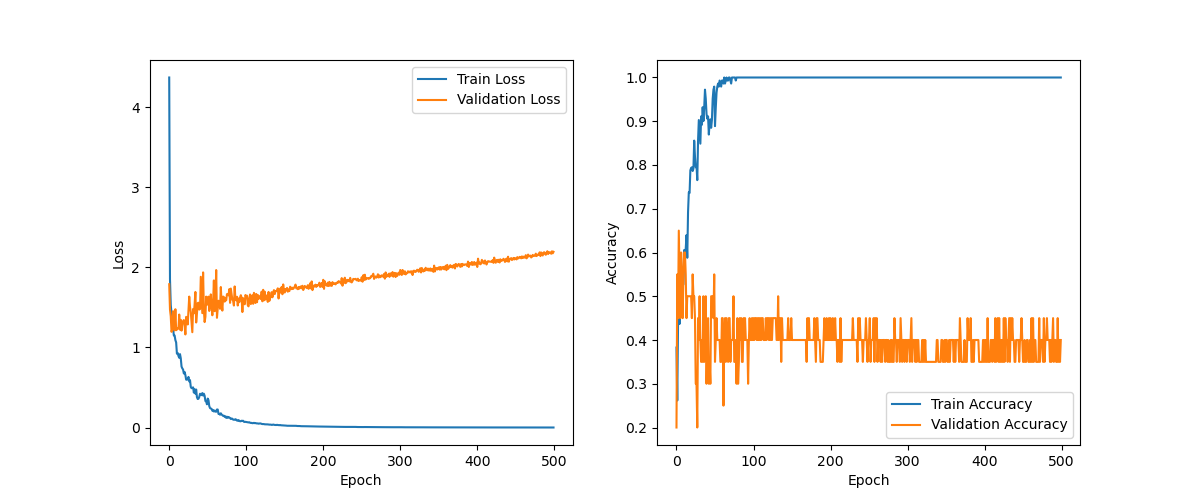 Train Loss
Validation Loss
4
3
2
1
0
Loss
0 100 200 300 400 500
Epoch
1.0
0.9
0.8
0.7
0.6
0.5
0.4
0.3
0.2
Accuracy
Train Accuracy
Validation Accuracy
0 100 200 300 400 500
Epoch